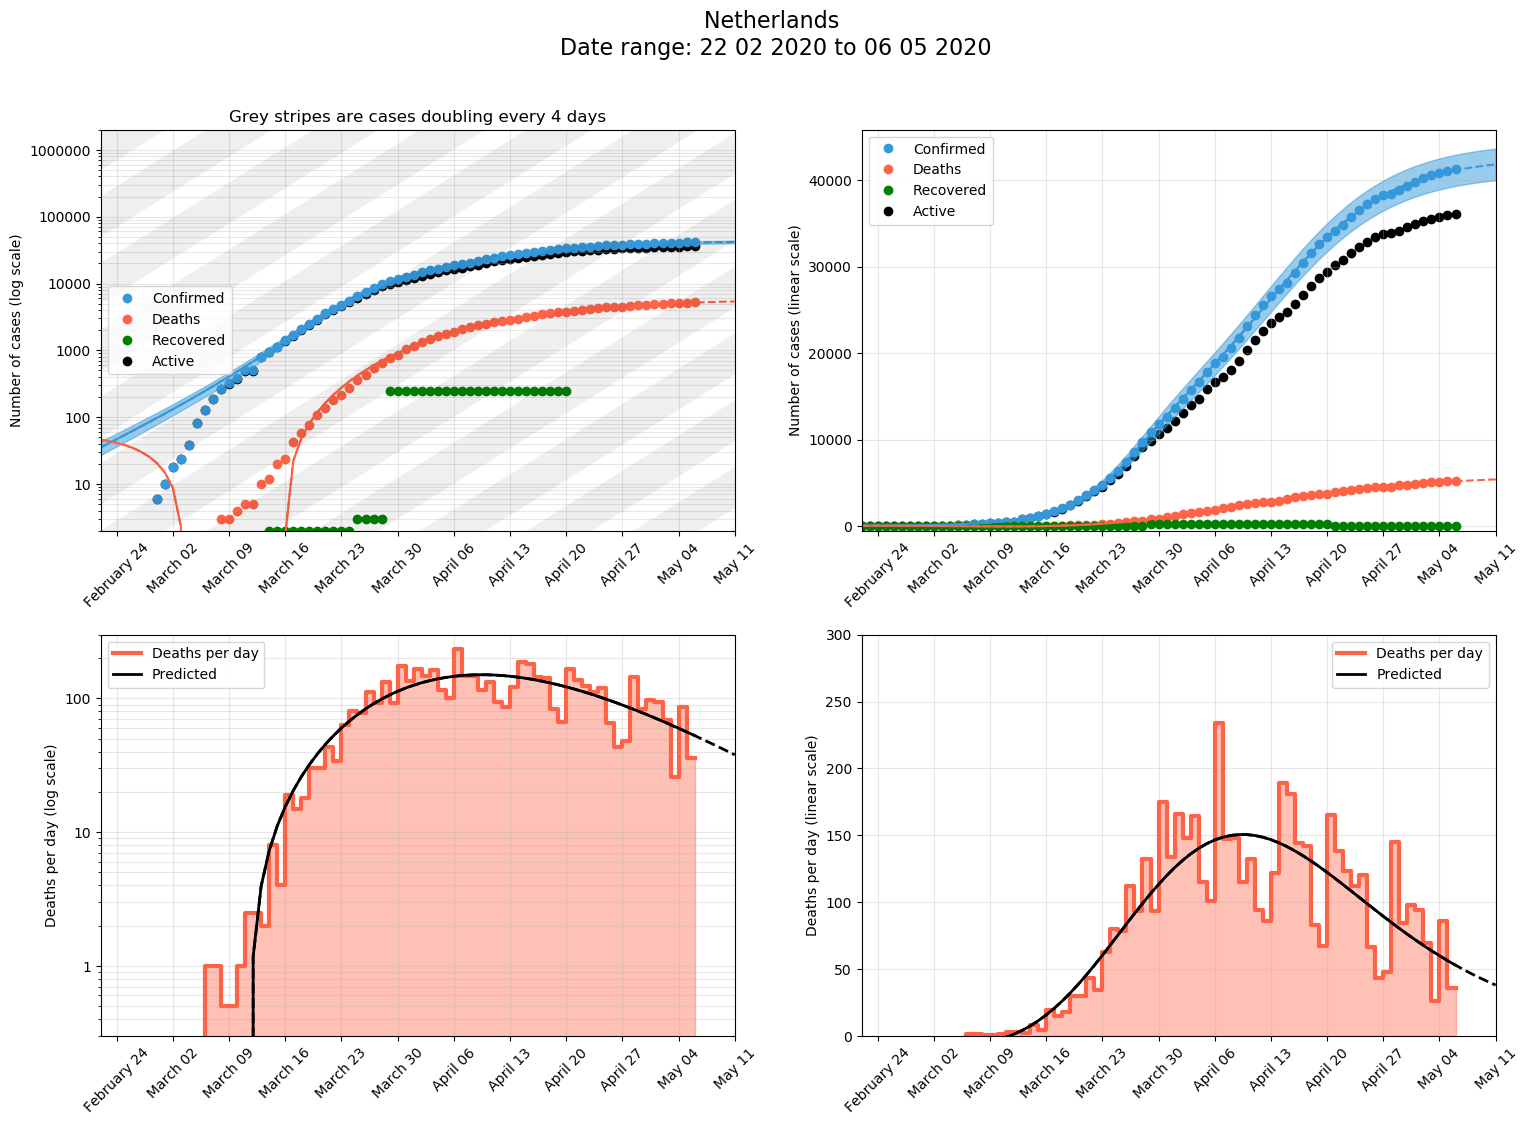 Netherlands
Date range: 22 02 2020 to 06 05 2020
Grey stripes are cases doubling every 4 days
Number of cases (log scale)
1000000
100000
10000
1000
100
10
Confirmed
Deaths
Recovered
Active
February 24
March 02
March 09
March 16
March 23
March 30
April 06
April 13
April 20
April 27
May 04
May 11
Number of cases (linear scale)
40000
30000
20000
10000
0
Confirmed
Deaths
Recovered
Active
February 24
March 02
March 09
March 16
March 23
March 30
April 06
April 13
April 20
April 27
May 04
May 11
Deaths per day (log scale)
100
10
1
Deaths per day
Predicted
February 24
March 02
March 09
March 16
March 23
March 30
April 06
April 13
April 20
April 27
May 04
May 11
Deaths per day (linear scale)
300
250
200
150
100
50
0
Deaths per day
Predicted
February 24
March 02
March 09
March 16
March 23
March 30
April 06
April 13
April 20
April 27
May 04
May 11